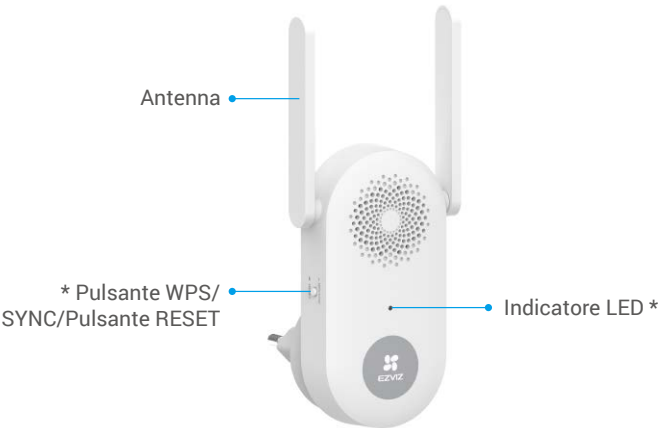 Antenna
* Pulsante WPS/
SYNC/Pulsante RESET
Indicatore LED *
EZVIZ